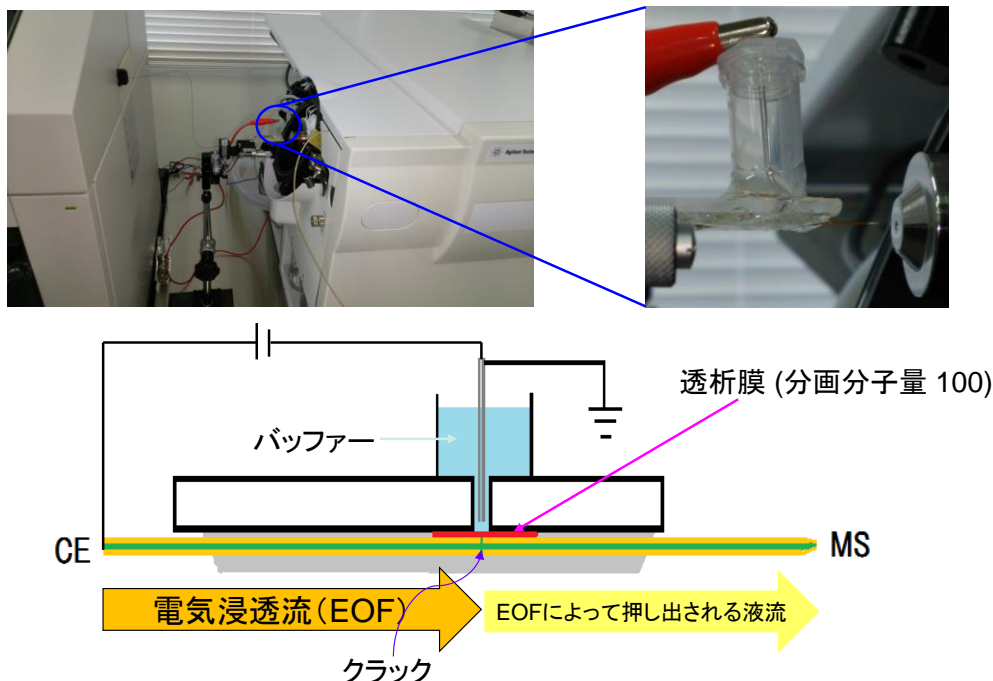 Agilent Tech
透析膜 (分画分子量 100)
バッファー
CE
MS
電気浸透流(EOF)
EOFによって押し出される液流
クラック